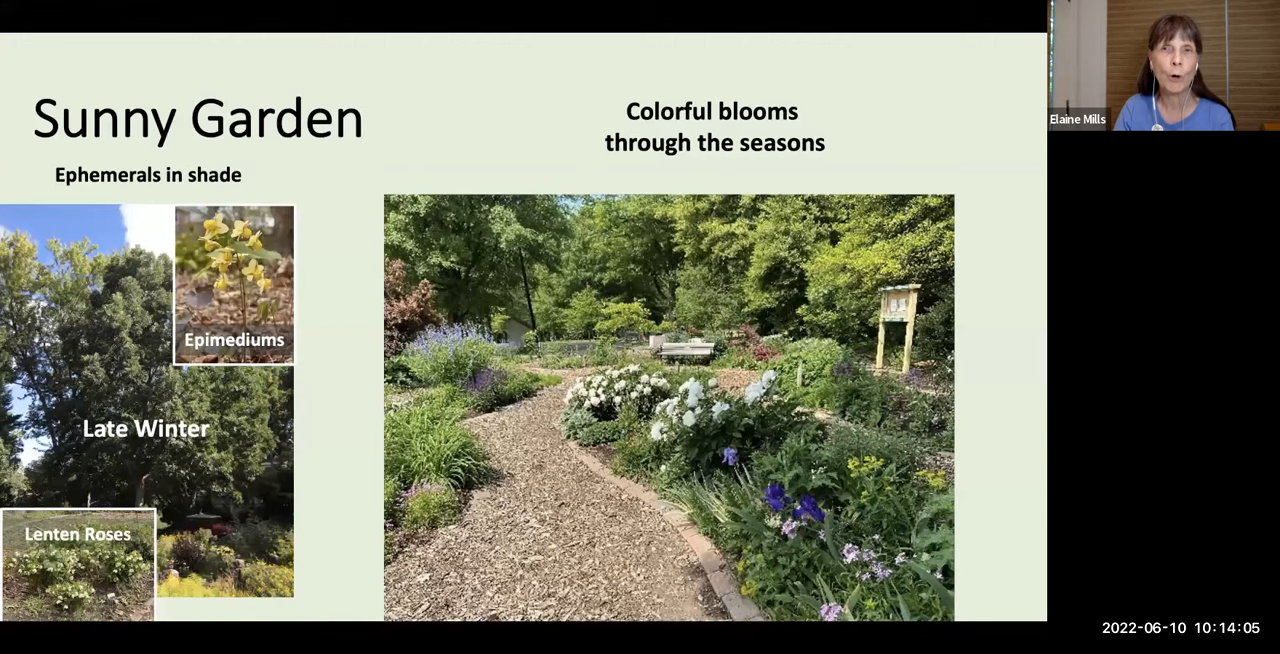 Sunny Garden
Ephemerals in shade
Colorful blooms
through the seasons
Epimediums
Late Winter
Lenten Roses
Elaine Mills
2022-06-10 10:14:05